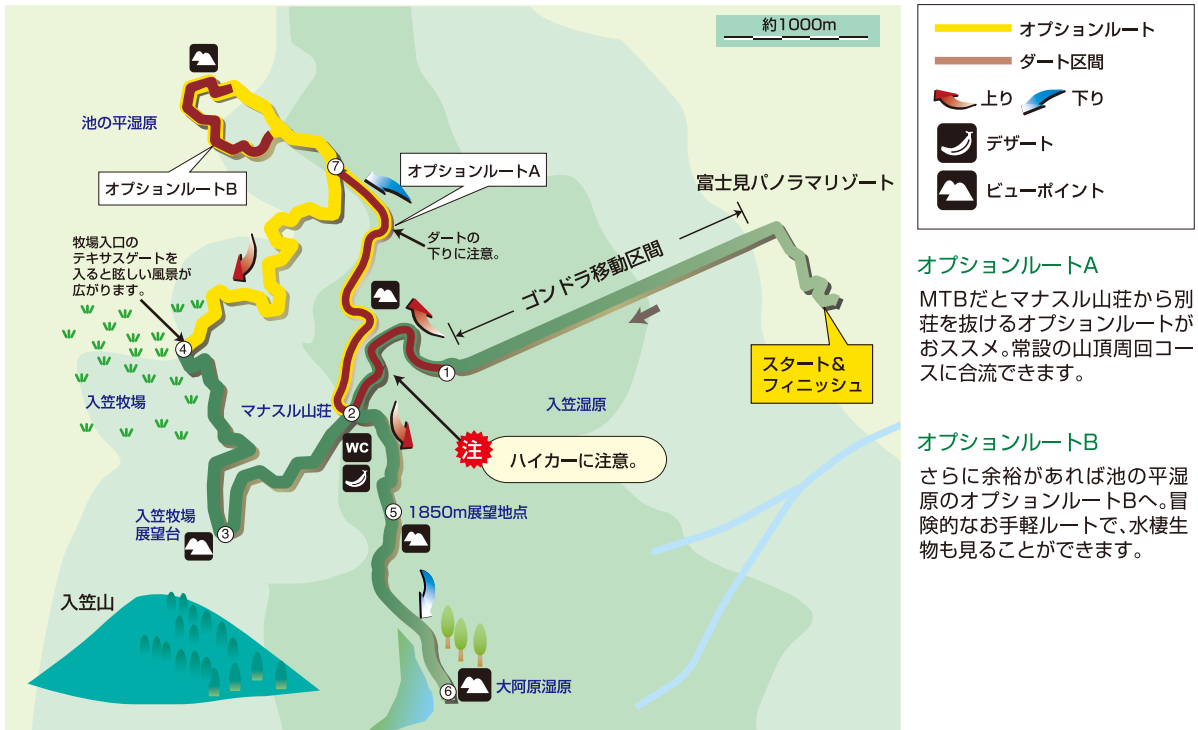 約1000m
池の平湿原
オプションルートB
⑦
オプションルートA
ダートの
下りに注意。
富士見パノラマリゾート
ゴンドラ移動区間
牧場入口の
テキサスゲートを
入ると眩しい風景が
広がります。
④
①
スタート&
フィニッシュ
入笠牧場
マナスル山荘
②
入笠湿原
WC
注
ハイカーに注意。
入笠牧場
展望台
③
⑤
1850m展望地点
入笠山
⑥
大阿原湿原
オプションルート
ダート区間
上り
下り
デザート
ビューポイント
オプションルートA
MTBだとマナスル山荘から別
荘を抜けるオプションルートが
おススメ。常設の山頂周回コー
スに合流できます。
オプションルートB
さらに余裕があれば池の平湿
原のオプションルートBへ。冒
険的なお手軽ルートで、水棲生
物も見ることができます。